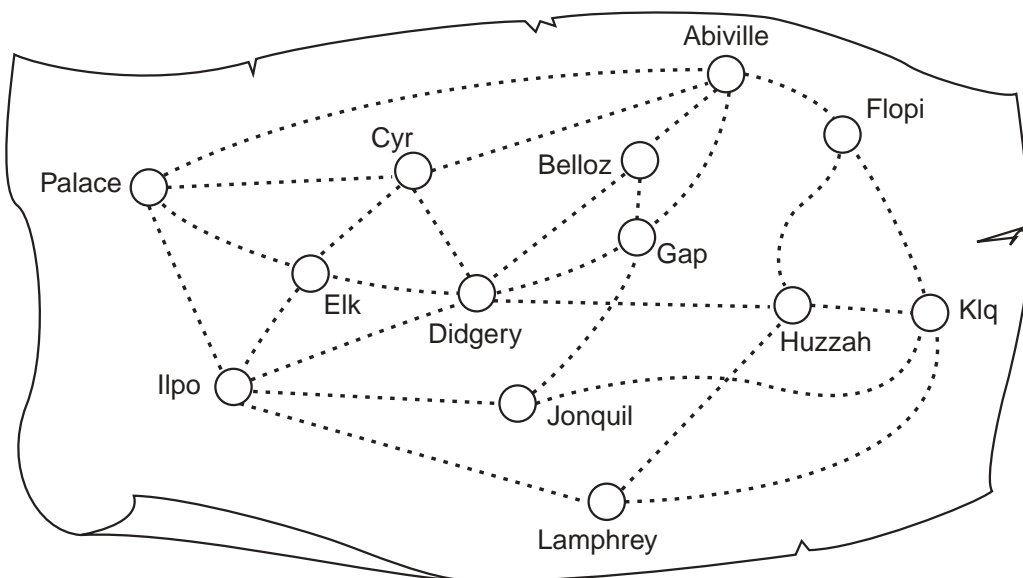 Abiville
Flopi
Cyr
Belloz
Palace
Gap
Elk
Klq
Didgery
Huzzah
Ilpo
Jonquil
Lamphrey